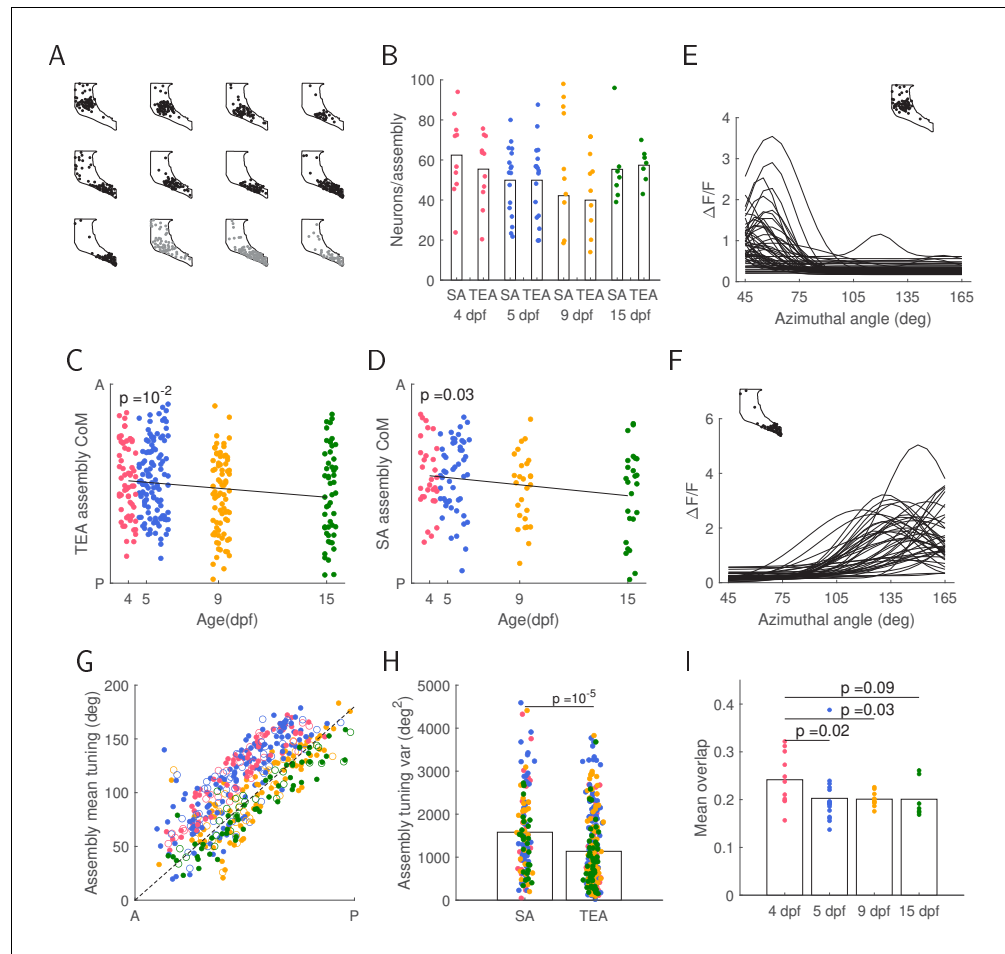 A
B
Neurons/assembly
100
80
60
40
20
0
SA TEA SA TEA SA TEA SA TEA
4 dpf 5 dpf 9 dpf 15 dpf
E
ΔF/F
4
3
2
1
0
45 75 105 135 165
Azimuthal angle (deg)
C
p =10-2
TEA assembly CoM
A
P
4 5 9 15
Age(dpf)
D
p =0.03
SA assembly CoM
A
P
4 5 9 15
Age(dpf)
F
ΔF/F
6
4
2
0
45 75 105 135 165
Azimuthal angle (deg)
G
Assembly mean tuning (deg)
200
150
100
50
0
A P
H
Assembly tuning var (deg2)
5000
4000
3000
2000
1000
0
p =10-5
SA TEA
I
Mean overlap
0.4
0.3
0.2
0.1
0
p =0.09
p =0.03
p =0.02
4 dpf 5 dpf 9 dpf 15 dpf